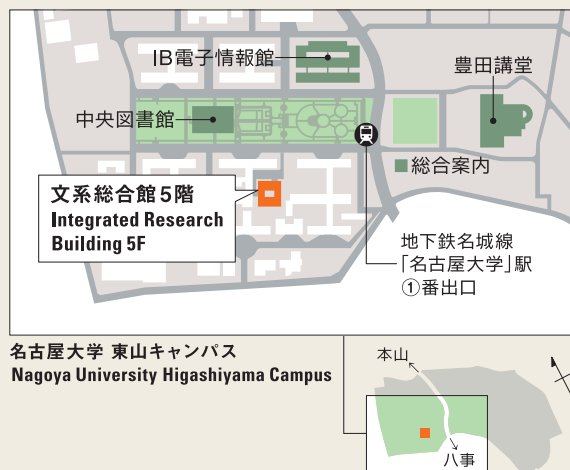 IB電子情報館
豊田講堂
中央図書館
総合案内
文系総合館5階
Integrated Research
Building 5F
地下鉄名城線
「名古屋大学」駅
①番出口
名古屋大学 東山キャンパス
Nagoya University Higashiyama Campus
本山
八事